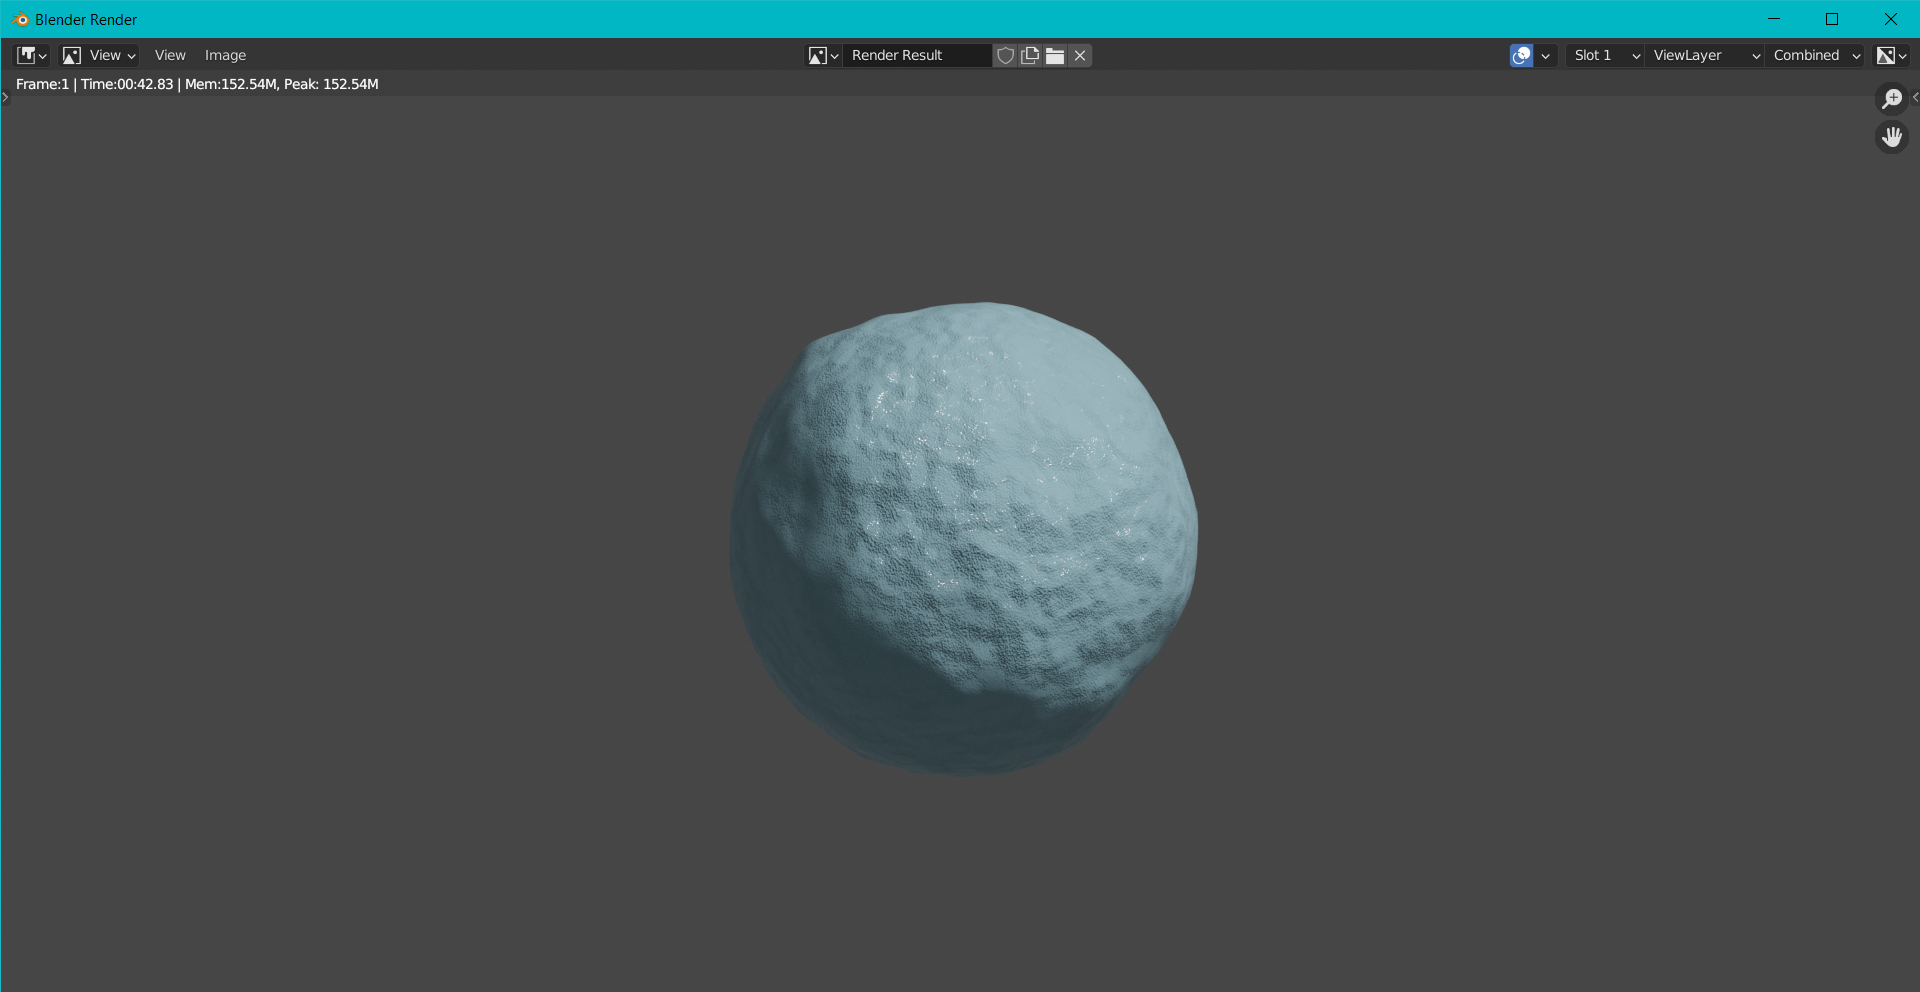 Blender Render
View View Image Render Result Slot 1 ViewLayer Combined
Frame:1 | Time:00:42.83 | Mem:152.54M, Peak: 152.54M